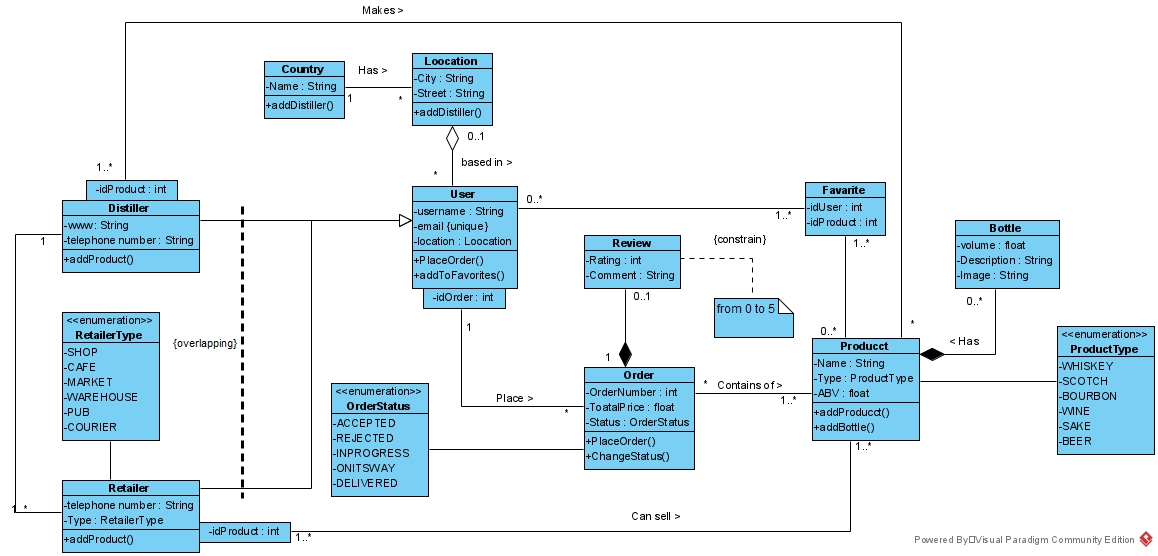 Makes >
Country
-Name : String
+addDistiller()
Has >
1
*
Loocation
-City : String
-Street : String
+addDistiller()
0..1
based in >
*
1..*
-idProduct : int
Distiller
-www: String
-telephone number : String
+addProduct()
1
User
-username : String
-email {unique}
-location : Loocation
+PlaceOrder()
+addToFavorites()
-idOrder : int
1
0..*
1..*
Favarite
-idUser : int
-idProduct : int
1..*
Review
-Rating : int
-Comment : String
0..1
{constrain}
from 0 to 5
Bottle
-volume : float
-Description : String
-Image : String
0..*
< Has
<<enumeration>>
RetailerType
-SHOP
-CAFE
-MARKET
-WAREHOUSE
-PUB
-COURIER
{overlapping}
0..*
*
Producct
-Name : String
-Type : ProductType
-ABV : float
+addProducct()
+addBottle()
1..*
<<enumeration>>
ProductType
-WHISKEY
-SCOTCH
-BOURBON
-WINE
-SAKE
-BEER
1
Order
-OrderNumber : int
-ToatalPrice : float
-Status : OrderStatus
+PlaceOrder()
+ChangeStatus()
*
Contains of >
1..*
Place >
*
<<enumeration>>
OrderStatus
-ACCEPTED
-REJECTED
-INPROGRESS
-ONITSWAY
-DELIVERED
Retailer
-telephone number : String
-Type : RetailerType
+addProduct()
1..*
-idProduct : int
1..*
Can sell >
Powered By Visual Paradigm Community Edition